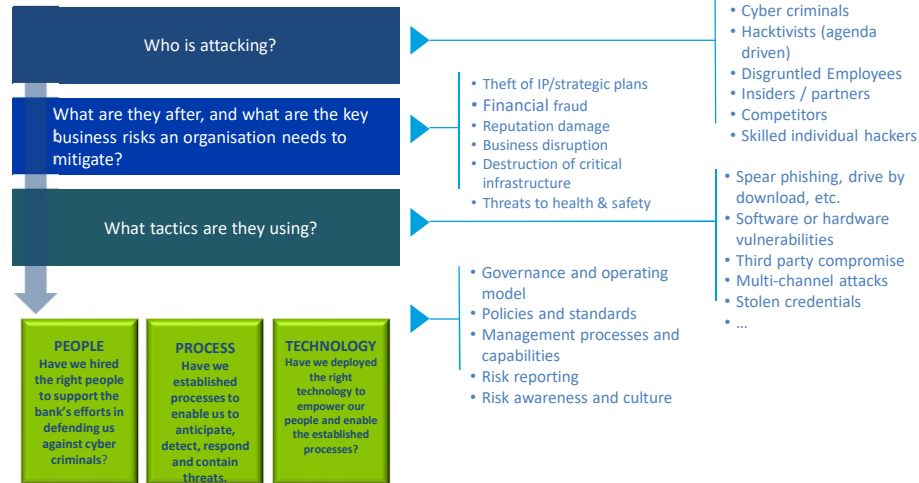 Who is attacking?
• Cyber criminals
• Hacktivists (agenda
driven)
• Disgruntled Employees
• Insiders / partners
• Competitors
• Skilled individual hackers
What are they after, and what are the key
business risks an organisation needs to
mitigate?
• Theft of IP/strategic plans
• Financial fraud
• Reputation damage
• Business disruption
• Destruction of critical
infrastructure
• Threats to health & safety
What tactics are they using?
• Spear phishing, drive by
download, etc.
• Software or hardware
vulnerabilities
• Third party compromise
• Multi-channel attacks
• Stolen credentials
• ...
• Governance and operating
model
• Policies and standards
• Management processes and
capabilities
• Risk reporting
• Risk awareness and culture
PEOPLE
Have we hired
the right people
to support the
bank's efforts in
defending us
against cyber
criminals?
PROCESS
Have we
established
processes to
enable us to
anticipate,
detect, respond
and contain
threats.
TECHNOLOGY
Have we deployed
the right
technology to
empower our
people and enable
the established
processes?